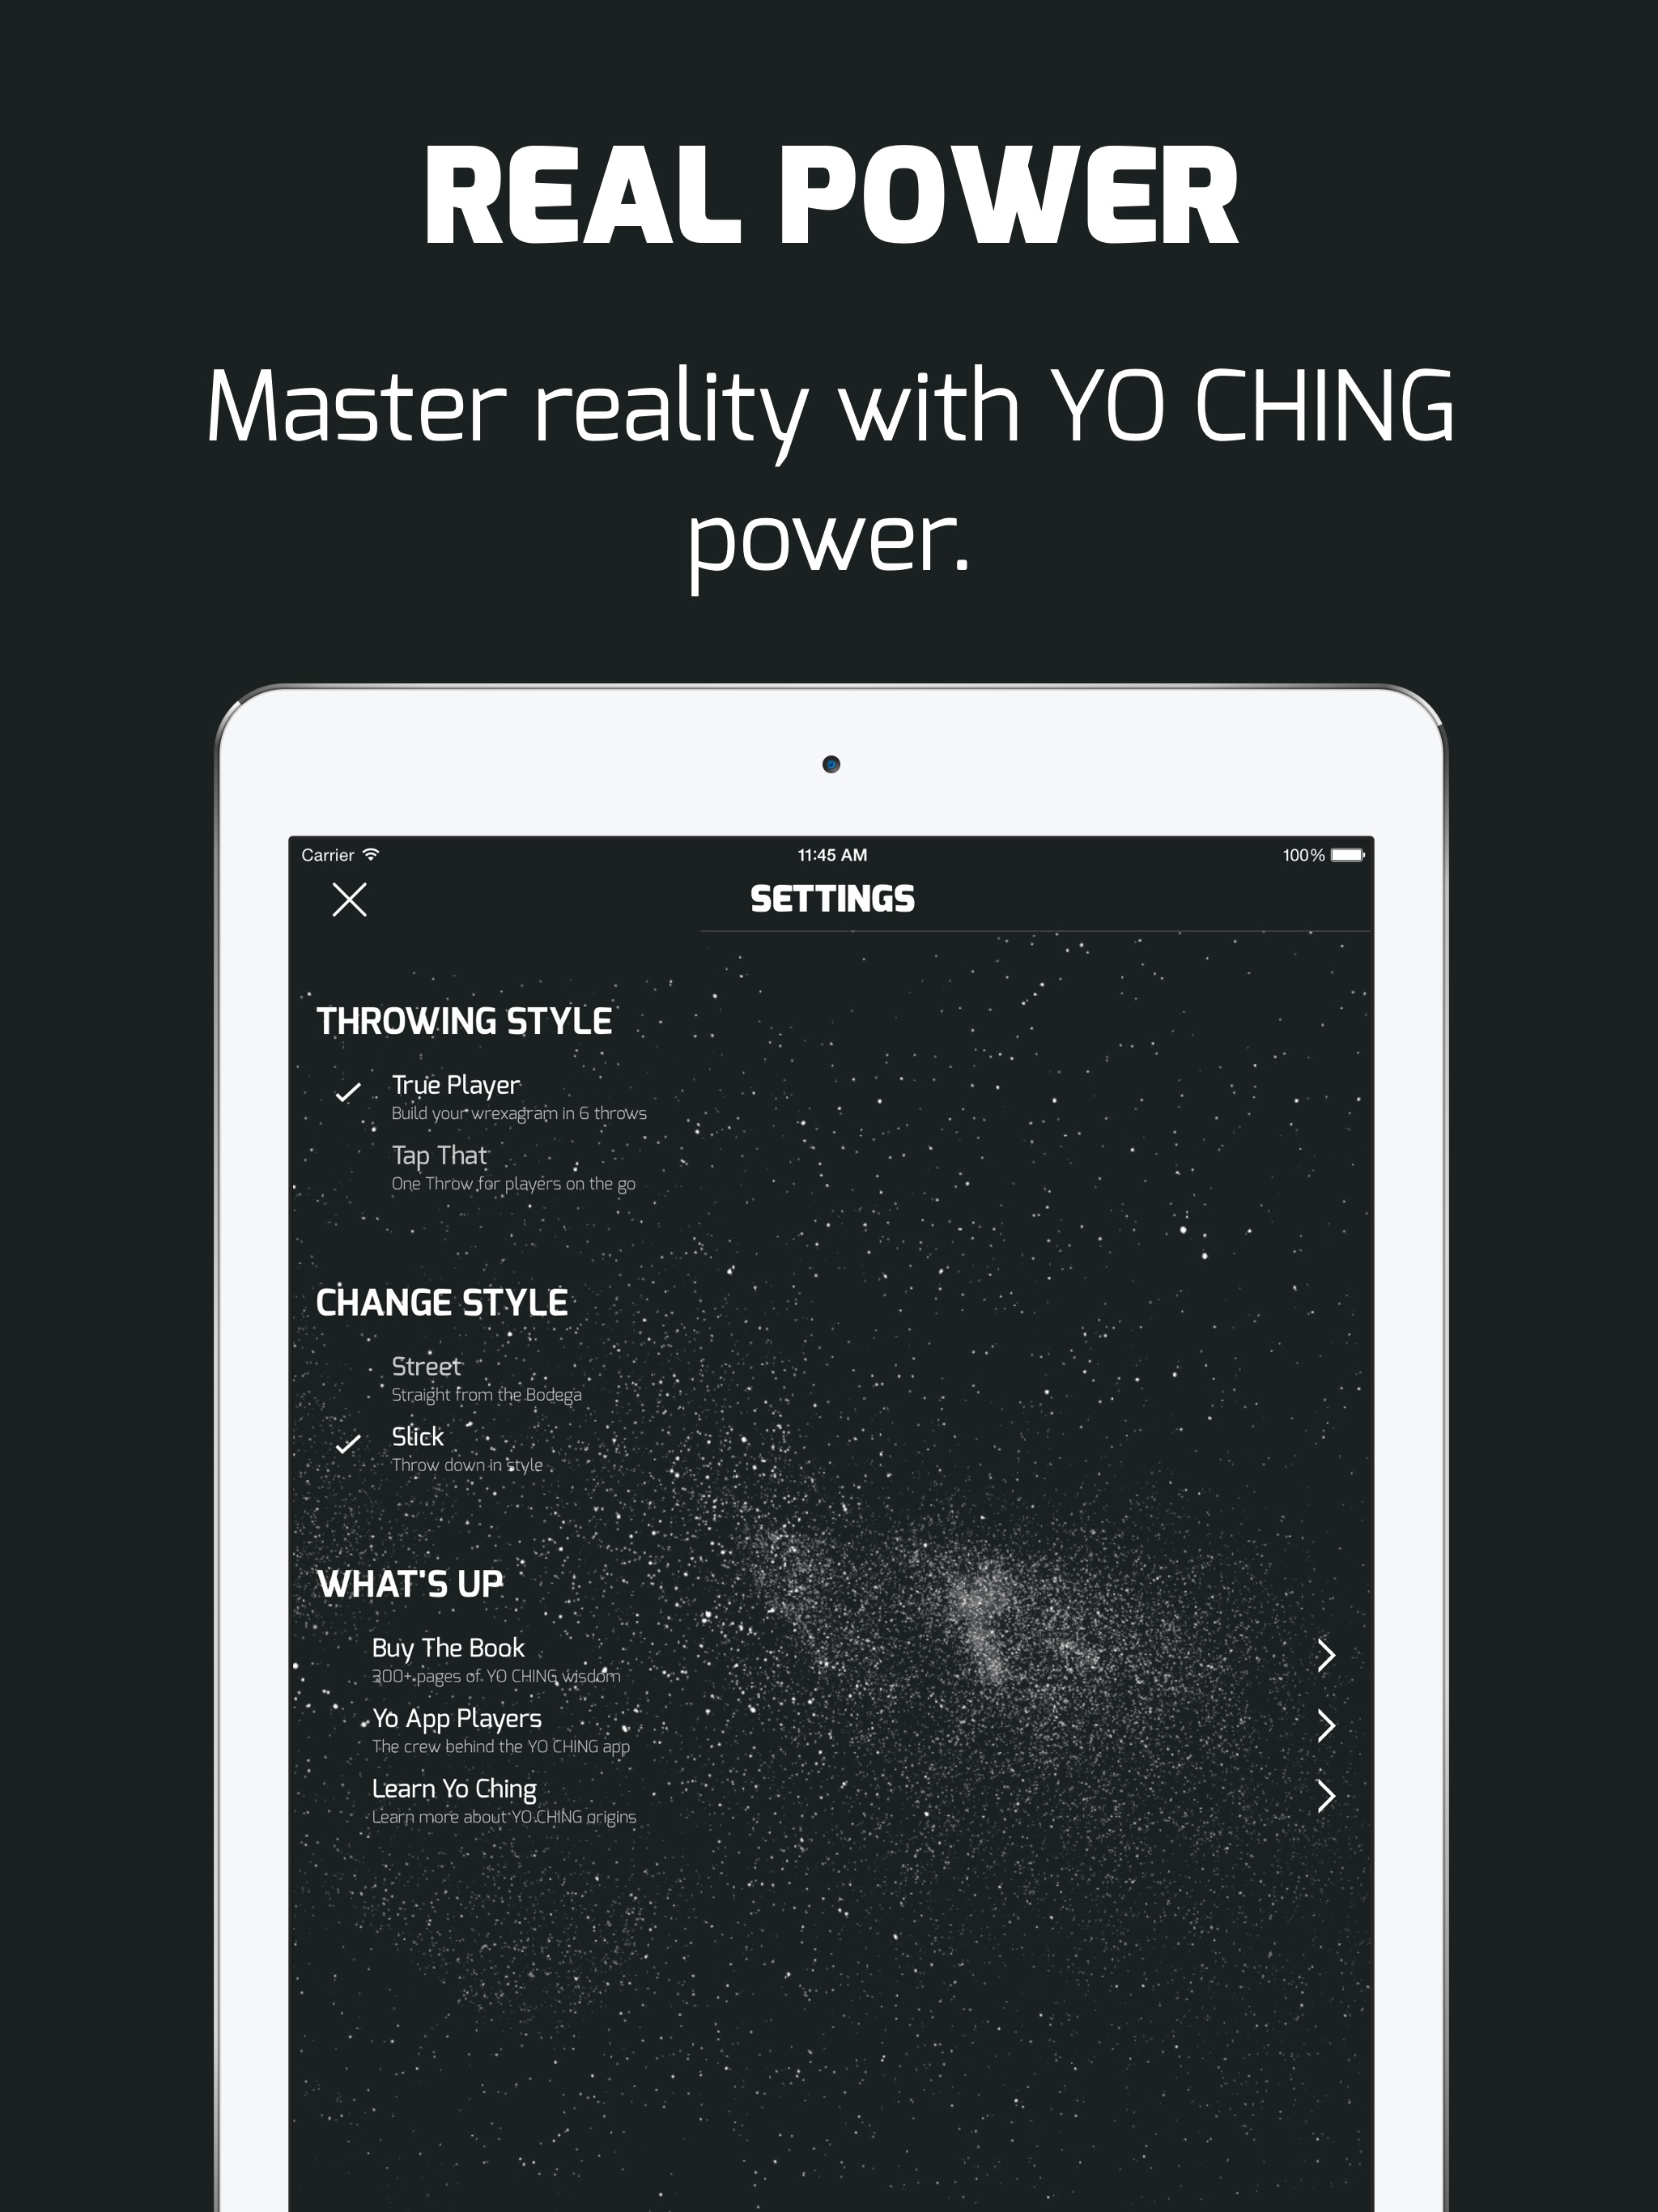 REAL POWER
Master reality with YO CHING
power.
Carrier 11:45 AM 100%
SETTINGS
THROWING STYLE
True Player
Build your wrexagram in 6 throws
Tap That
One Throw for players on the go
CHANGE STYLE
Street
Straight from the Bodega
Slick
Throw down in style
WHAT'S UP
Buy The Book
300+ pages of YO CHING wisdom
Yo App Players
The crew behind the YO CHING app
Learn Yo Ching
Learn more about YO CHING origins